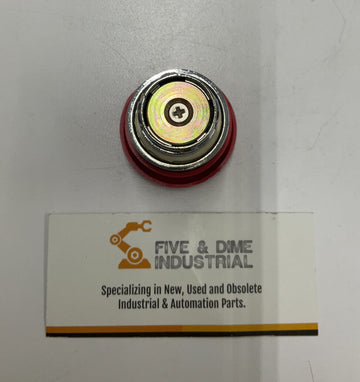 FIVE & DIME
INDUSTRIAL
Specializing in New, Used and Obsolete
Industrial & Automation Parts.